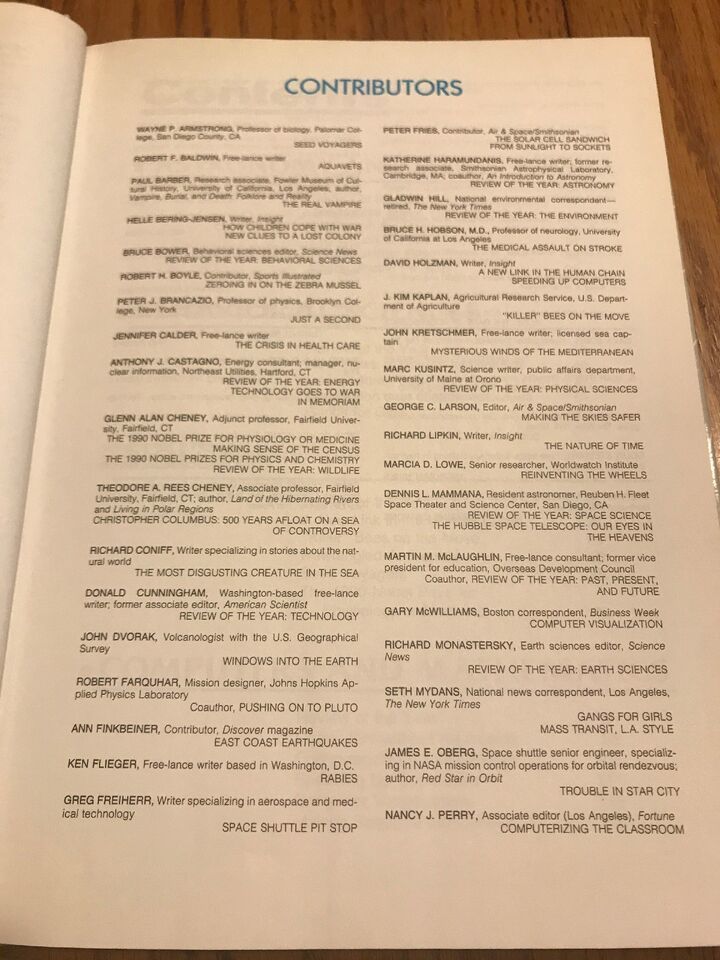 CONTRIBUTORS
WAYNE P. ARMSTRONG, Professor of biology, Palomar Col-
lege, San Diego County, CA
SEED VOYAGERS
ROBERT F. BALDWIN, Free-lance writer
AQUAVETS
PAUL BARBER, Research associate, Fowler Museum of Cul-
tural History, University of California, Los Angeles, author,
Vampire, Burial, and Death: Folklore and Reality
THE REAL VAMPIRE
HELLE BERING-JENSEN, Writer, Insight
HOW CHILDREN COPE WITH WAR
NEW CLUES TO A LOST COLONY
BRUCE BOWER, Behavioral sciences editor, Science News
REVIEW OF THE YEAR: BEHAVIORAL SCIENCES
ROBERT H. BOYLE, Contributor, Sports Illustrated
ZEROING IN ON THE ZEBRA MUSSEL
PETER J. BRANCAZIO, Professor of physics, Brooklyn Col-
lege, New York
JUST A SECOND
JENNIFER CALDER, Free-lance writer
THE CRISIS IN HEALTH CARE
ANTHONY J. CASTAGNO, Energy consultant; manager, nu-
clear information, Northeast Utilities, Hartford, CT
REVIEW OF THE YEAR: ENERGY
TECHNOLOGY GOES TO WAR
IN MEMORIAM
GLENN ALAN CHENEY, Adjunct professor, Fairfield Univer-
sity, Fairfield, CT
THE 1990 NOBEL PRIZE FOR PHYSIOLOGY OR MEDICINE
MAKING SENSE OF THE CENSUS
THE 1990 NOBEL PRIZES FOR PHYSICS AND CHEMISTRY
REVIEW OF THE YEAR: WILDLIFE
THEODORE A. REES CHENEY, Associate professor, Fairfield
University, Fairfield, CT; author, Land of the Hibernating Rivers
and Living in Polar Regions
CHRISTOPHER COLUMBUS: 500 YEARS AFLOAT ON A SEA
OF CONTROVERSY
RICHARD CONIFF, Writer specializing in stories about the nat-
ural world
THE MOST DISGUSTING CREATURE IN THE SEA
DONALD CUNNINGHAM, Washington-based free-lance
writer; former associate editor, American Scientist
REVIEW OF THE YEAR: TECHNOLOGY
JOHN DVORAK, Volcanologist with the U.S. Geographical
Survey
WINDOWS INTO THE EARTH
ROBERT FARQUHAR, Mission designer, Johns Hopkins Ap-
plied Physics Laboratory
Coauthor, PUSHING ON TO PLUTO
ANN FINKBEINER, Contributor, Discover magazine
EAST COAST EARTHQUAKES
KEN FLIEGER, Free-lance writer based in Washington, D.C.
RABIES
GREG FREIHERR, Writer specializing in aerospace and med-
ical technology
SPACE SHUTTLE PIT STOP
PETER FRIES, Contributor, Air & Space/Smithsonian
THE SOLAR CELL SANDWICH
FROM SUNLIGHT TO SOCKETS
KATHERINE HARAMUNDANIS, Free-lance writer; former re-
search associate, Smithsonian Astrophysical Laboratory,
Cambridge, MA; coauthor, An Introduction to Astronomy
REVIEW OF THE YEAR: ASTRONOMY
GLADWIN HILL, National environmental correspondent—
retired, The New York Times
REVIEW OF THE YEAR: THE ENVIRONMENT
BRUCE H. HOBSON, M.D., Professor of neurology, University
of California at Los Angeles
THE MEDICAL ASSAULT ON STROKE
DAVID HOLZMAN, Writer, Insight
A NEW LINK IN THE HUMAN CHAIN
SPEEDING UP COMPUTERS
J. KIM KAPLAN, Agricultural Research Service, U.S. Depart-
ment of Agriculture
"KILLER" BEES ON THE MOVE
JOHN KRETSCHMER, Free-lance writer; licensed sea cap-
tain
MYSTERIOUS WINDS OF THE MEDITERRANEAN
MARC KUSINTZ, Science writer, public affairs department,
University of Maine at Orono
REVIEW OF THE YEAR: PHYSICAL SCIENCES
GEORGE C. LARSON, Editor, Air & Space/Smithsonian
MAKING THE SKIES SAFER
RICHARD LIPKIN, Writer, Insight
THE NATURE OF TIME
MARCIA D. LOWE, Senior researcher, Worldwatch Institute
REINVENTING THE WHEELS
DENNIS L. MAMMANA, Resident astronomer, Reuben H. Fleet
Space Theater and Science Center, San Diego, CA
REVIEW OF THE YEAR: SPACE SCIENCE
THE HUBBLE SPACE TELESCOPE: OUR EYES IN
THE HEAVENS
MARTIN M. McLAUGHLIN, Free-lance consultant; former vice
president for education, Overseas Development Council
Coauthor, REVIEW OF THE YEAR: PAST, PRESENT,
AND FUTURE
GARY McWILLIAMS, Boston correspondent, Business Week
COMPUTER VISUALIZATION
RICHARD MONASTERSKY, Earth sciences editor, Science
News
REVIEW OF THE YEAR: EARTH SCIENCES
SETH MYDANS, National news correspondent, Los Angeles,
The New York Times
GANGS FOR GIRLS
MASS TRANSIT, L.A. STYLE
JAMES E. OBERG, Space shuttle senior engineer, specializ-
ing in NASA mission control operations for orbital rendezvous;
author, Red Star in Orbit
TROUBLE IN STAR CITY
NANCY J. PERRY, Associate editor (Los Angeles), Fortune
COMPUTERIZING THE CLASSROOM